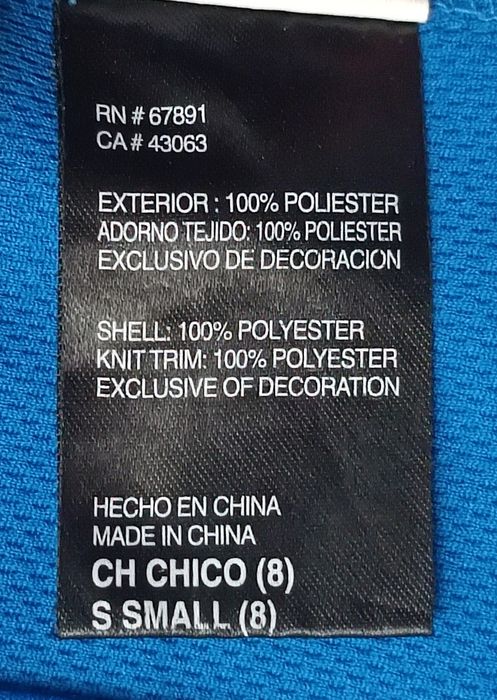 RN # 67891
CA # 43063
EXTERIOR : 100% POLIESTER
ADORNO TEJIDO: 100% POLIESTER
EXCLUSIVO DE DECORACION
SHELL: 100% POLYESTER
KNIT TRIM: 100% POLYESTER
EXCLUSIVE OF DECORATION
HECHO EN CHINA
MADE IN CHINA
CH CHICO (8)
S SMALL (8)